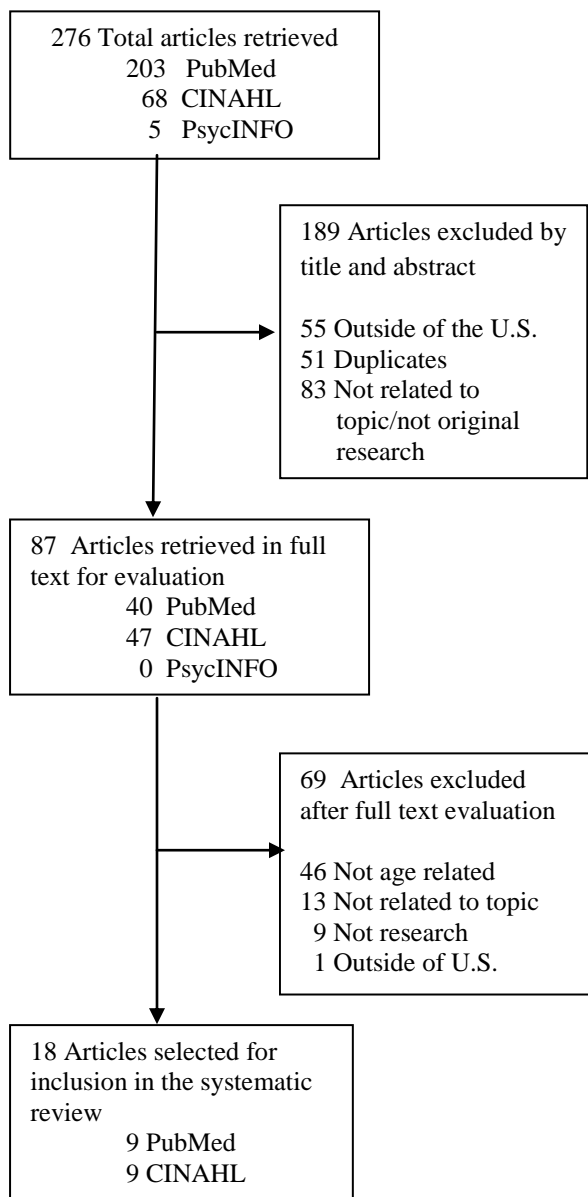 276 Total articles retrieved
203 PubMed
68 CINAHL
5 PsycINFO
189 Articles excluded by
title and abstract
55 Outside of the U.S.
51 Duplicates
83 Not related to
topic/not original
research
87 Articles retrieved in full
text for evaluation
40 PubMed
47 CINAHL
0 PsycINFO
69 Articles excluded
after full text evaluation
46 Not age related
13 Not related to topic
9 Not research
1 Outside of U.S.
18 Articles selected for
inclusion in the systematic
review
9 PubMed
9 CINAHL